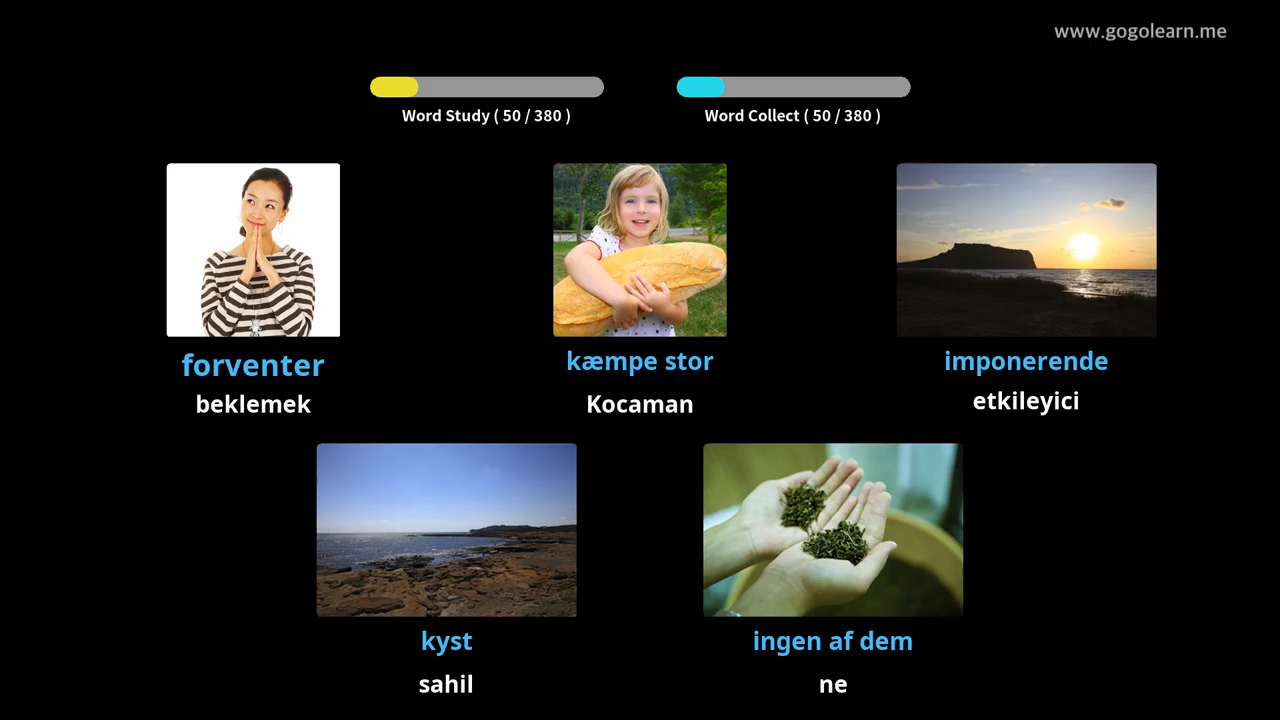 www.gogolearn.me
Word Study ( 50 / 380 )
Word Collect ( 50 / 380 )
forventer
beklemek
kæmpe stor
Kocaman
imponerende
etkileyici
kyst
sahil
ingen af dem
ne